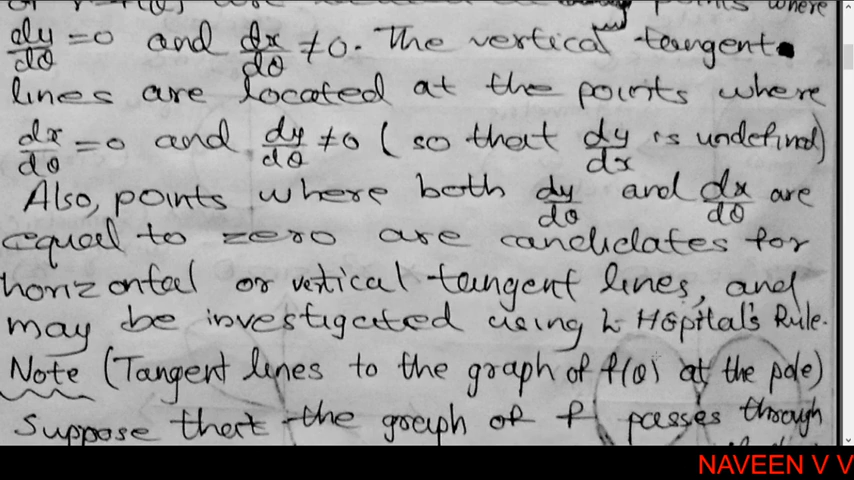 points where
dy/dθ = 0 and dx/dθ ≠ 0. The vertical tangent
lines are located at the points where
dx/dθ = 0 and dy/dθ ≠ 0 (so that dy/dx is undefined)
Also, points where both dy/dθ and dx/dθ are
equal to zero are candidates for
horizontal or vertical tangent lines, and
may be investigated using L-Hôpital's Rule.
Note (Tangent lines to the graph of f(θ) at the pole)
Suppose that the graph of f passes through
NAVEEN V V